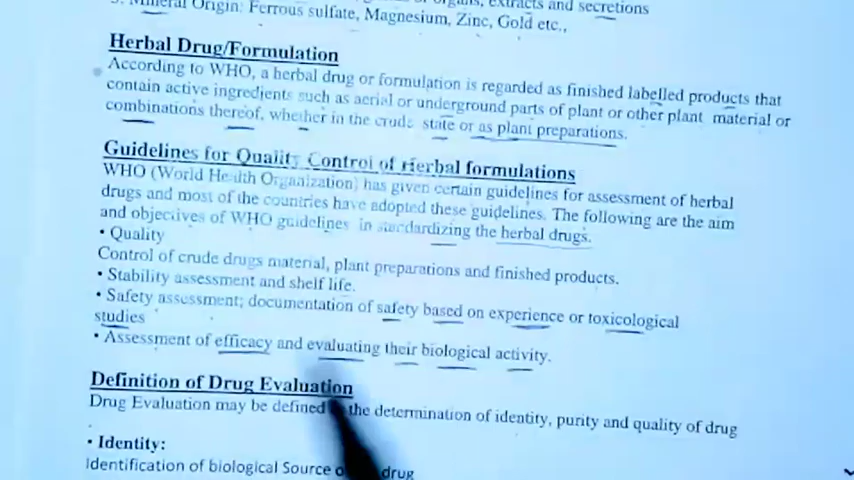 Mineral Origin: Ferrous sulfate, Magnesium, Zinc, Gold etc.,
organs, extracts and secretions
Herbal Drug/Formulation
According to WHO, a herbal drug or formulation is regarded as finished labelled products that
contain active ingredients such as aerial or underground parts of plant or other plant material or
combinations thereof, whether in the crude state or as plant preparations.
Guidelines for Quality Control of Herbal formulations
WHO (World Health Organization) has given certain guidelines for assessment of herbal
drugs and most of the countries have adopted these guidelines. The following are the aim
and objectives of WHO guidelines in standardizing the herbal drugs.
• Quality
Control of crude drugs material, plant preparations and finished products.
• Stability assessment and shelf life.
• Safety assessment; documentation of safety based on experience or toxicological
studies
• Assessment of efficacy and evaluating their biological activity.
Definition of Drug Evaluation
Drug Evaluation may be defined the determination of identity, purity and quality of drug
• Identity:
Identification of biological Source drug